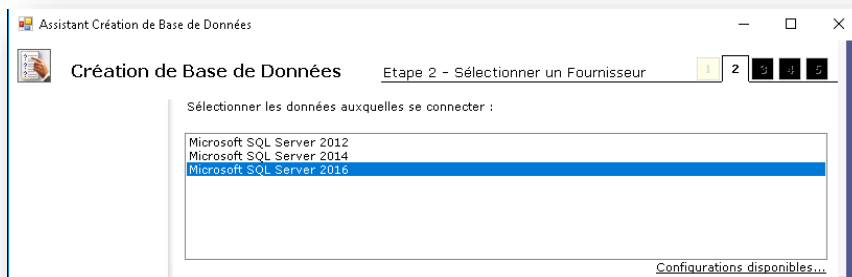 Assistant Création de Base de Données
Création de Base de Données
Etape 2 - Sélectionner un Fournisseur
1 2 3 4 5
Sélectionner les données auxquelles se connecter :
Microsoft SQL Server 2012
Microsoft SQL Server 2014
Microsoft SQL Server 2016
Configurations disponibles...